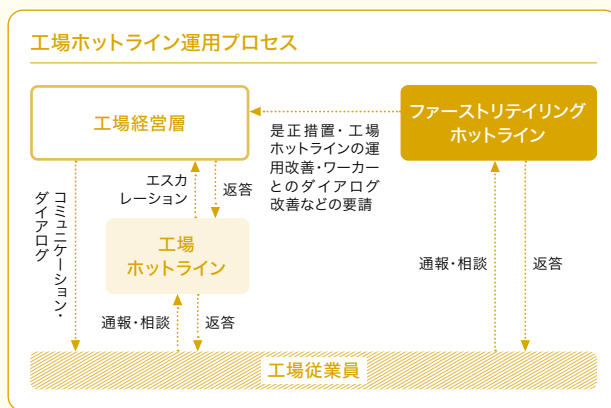 工場ホットライン運用プロセス
工場経営層
ファーストリテイリング
ホットライン
是正措置・工場
ホットラインの運
用改善・ワーカー
とのダイアログ
改善などの要請
エスカ
レーション
返答
コミュニケーション・
ダイアログ
工場
ホットライン
通報・相談
返答
通報・相談
返答
工場従業員